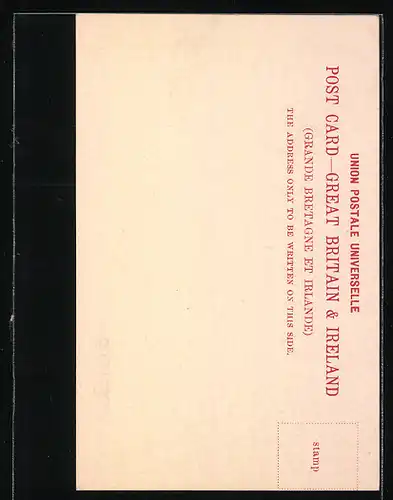 UNION POSTALE UNIVERSELLE
POST CARD—GREAT BRITAIN & IRELAND
(GRANDE BRETAGNE ET IRLANDE)
THE ADDRESS ONLY TO BE WRITTEN ON THIS SIDE.
stamp